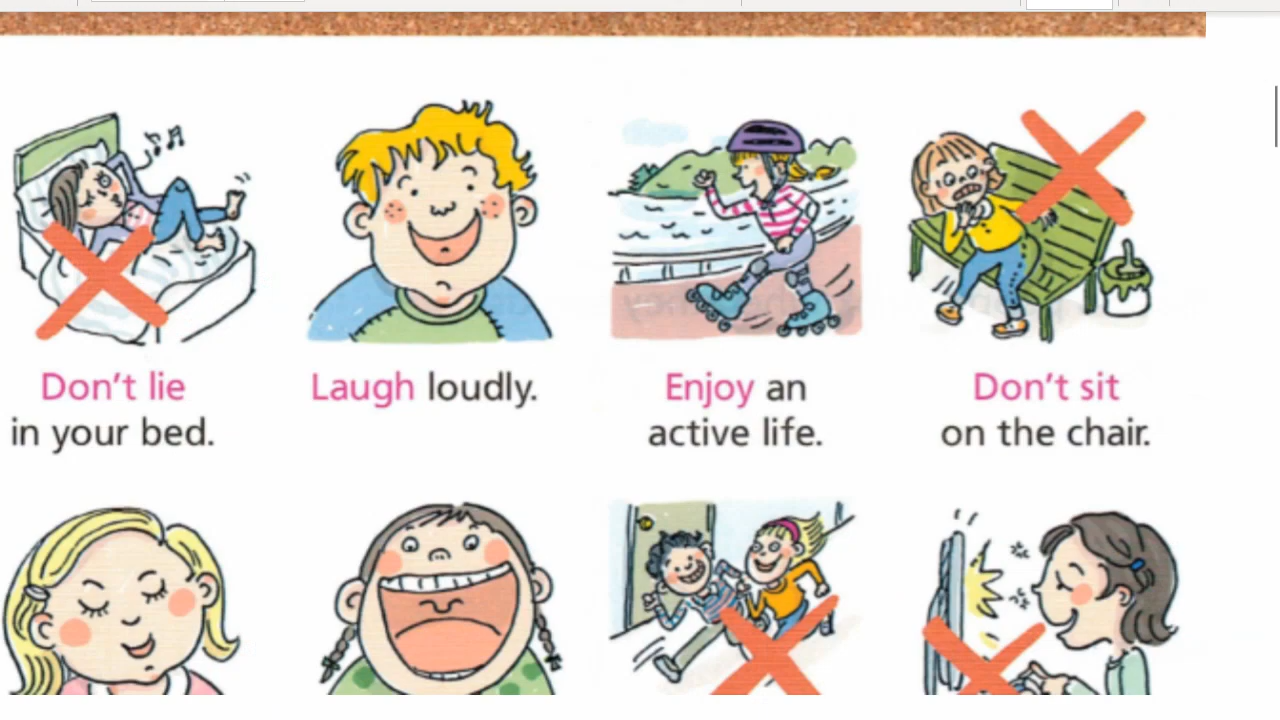 Don't lie
in your bed.
Laugh loudly.
Enjoy an
active life.
Don't sit
on the chair.